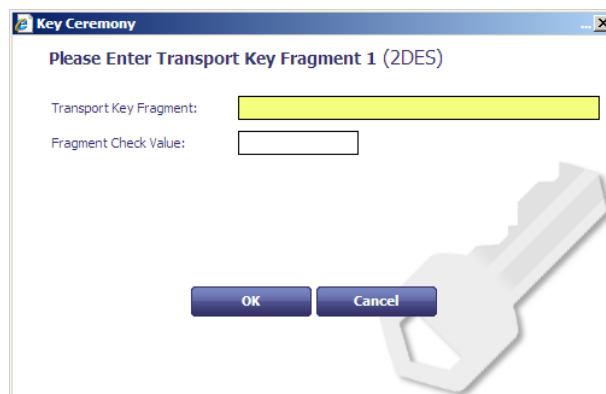 Key Ceremony
Please Enter Transport Key Fragment 1 (2DES)
Transport Key Fragment:
Fragment Check Value:
OK Cancel